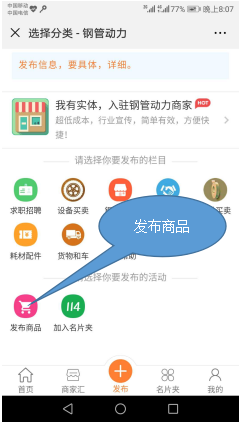 中国移动
中国电信
77% 晚上8:07
选择分类 - 钢管动力
发布信息，要具体，详细。
我有实体，入驻钢管动力商家 HOT
超低成本，行业宣传，简单有效，方便快
捷！
请选择你要发布的栏目
求职招聘 设备买卖
买卖
耗材配件 货物和车
发布商品
选择你要发布的活动
114
发布商品 加入名片夹
首页 商家汇 发布 名片夹 我的